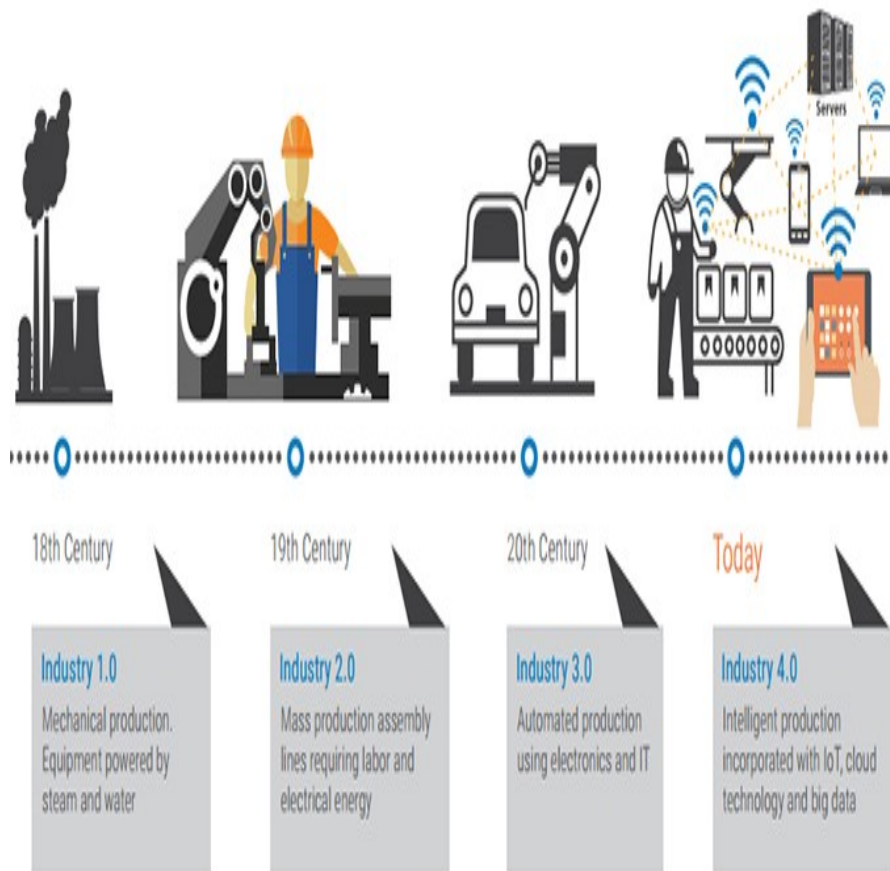 Servers
18th Century
Industry 1.0
Mechanical production.
Equipment powered by
steam and water
19th Century
Industry 2.0
Mass production assembly
lines requiring labor and
electrical energy
20th Century
Industry 3.0
Automated production
using electronics and IT
Today
Industry 4.0
Intelligent production
incorporated with IoT, cloud
technology and big data